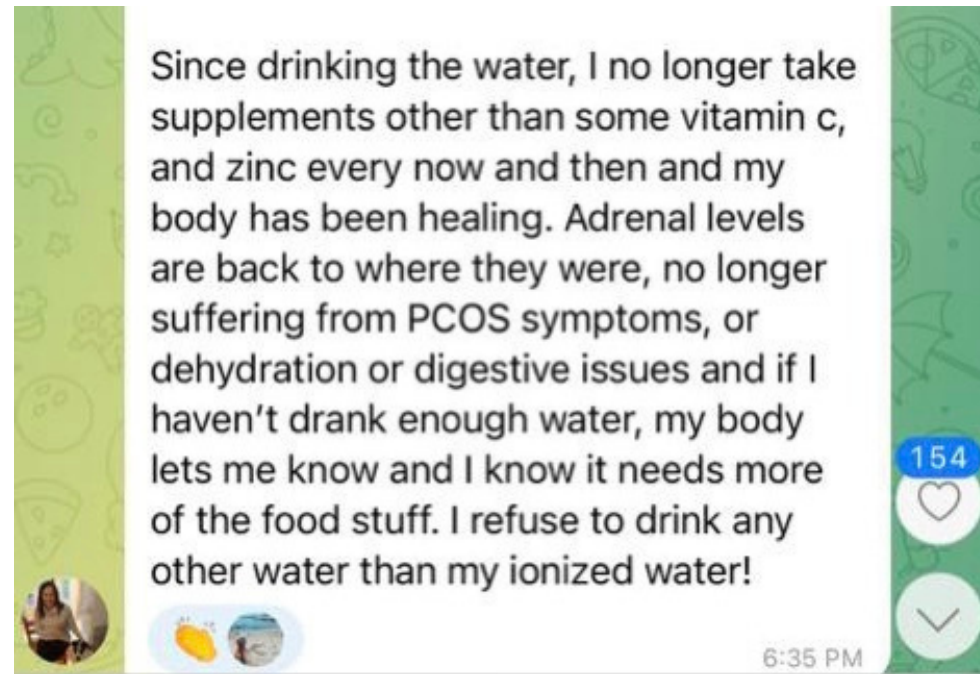 Since drinking the water, I no longer take
supplements other than some vitamin c,
and zinc every now and then and my
body has been healing. Adrenal levels
are back to where they were, no longer
suffering from PCOS symptoms, or
dehydration or digestive issues and if I
haven't drank enough water, my body
lets me know and I know it needs more
of the food stuff. I refuse to drink any
other water than my ionized water!
154
6:35 PM